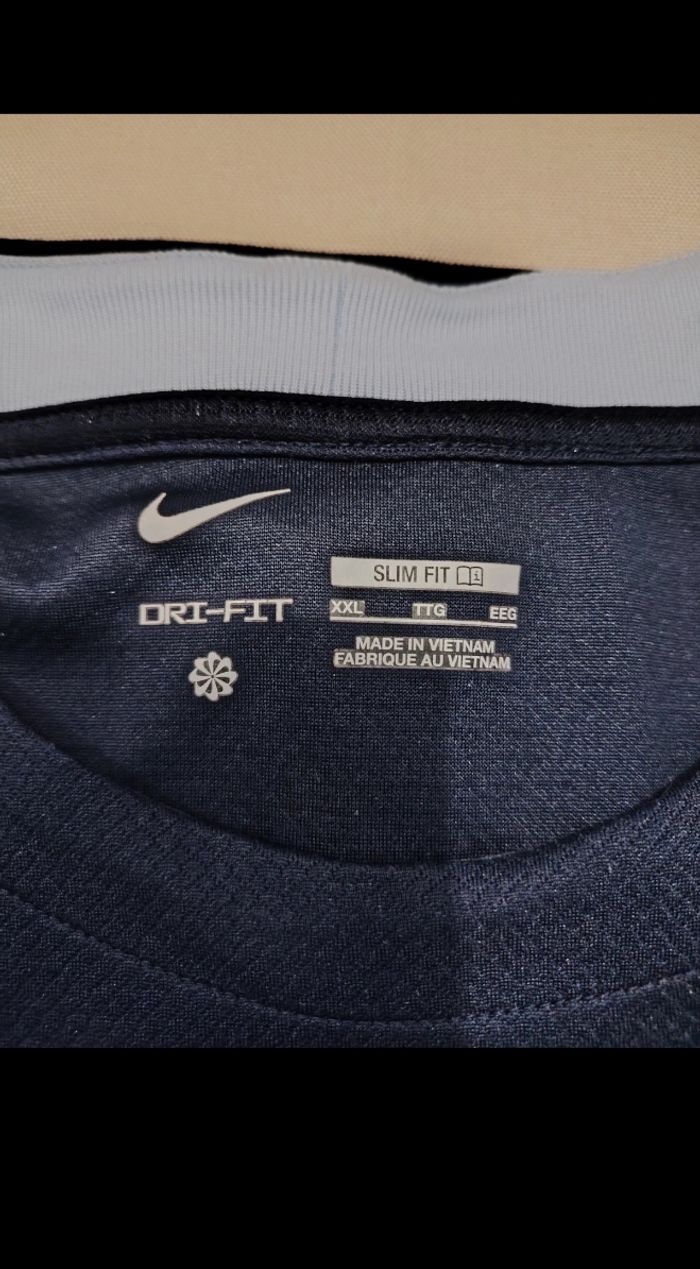 SLIM FIT
DRI-FIT
XXL TTG EEG
MADE IN VIETNAM
FABRIQUE AU VIETNAM